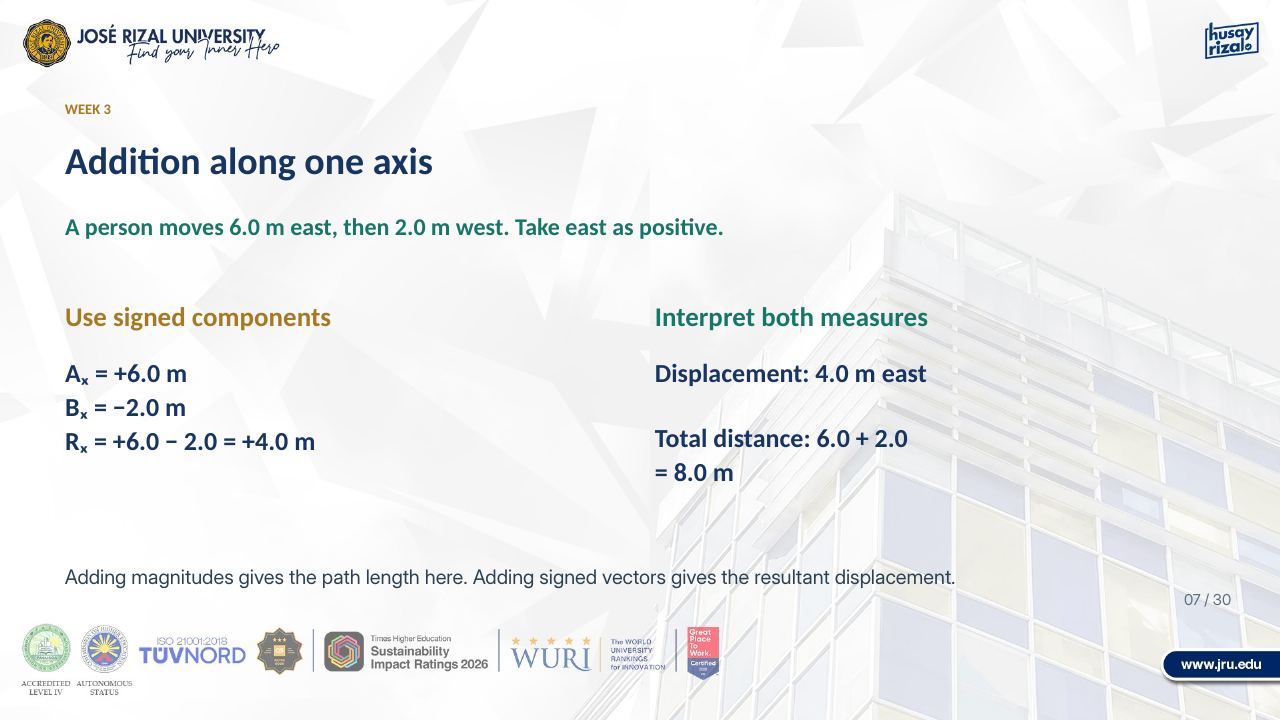 JOSÉ RIZAL UNIVERSITY
Find your Inner Hero
husay
rizal
WEEK 3
Addition along one axis
A person moves 6.0 m east, then 2.0 m west. Take east as positive.
Use signed components
Aₓ = +6.0 m
Bₓ = −2.0 m
Rₓ = +6.0 − 2.0 = +4.0 m
Interpret both measures
Displacement: 4.0 m east
Total distance: 6.0 + 2.0
= 8.0 m
Adding magnitudes gives the path length here. Adding signed vectors gives the resultant displacement.
07 / 30
ACCREDITED
LEVEL IV
AUTONOMOUS
STATUS
ISO 21001:2018
TÜVNORD
Times Higher Education
Sustainability
Impact Ratings 2026
WURI
The WORLD
UNIVERSITY
RANKINGS
for INNOVATION
Great
Place
To
Work.
Certified
www.jru.edu